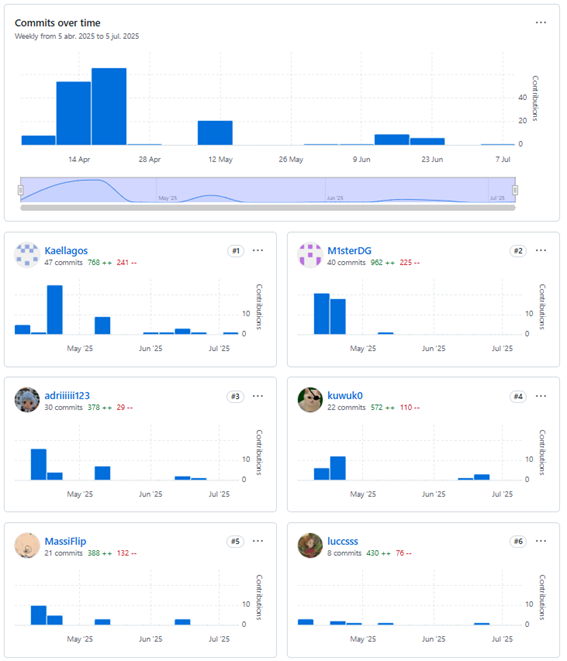 Commits over time
Weekly from 5 abr. 2025 to 5 jul. 2025
Contributions
40
20
0
14 Apr 28 Apr 12 May 26 May 9 Jun 23 Jun 7 Jul
May '25 Jun '25 Jul '25
Kaellagos #1
47 commits 768 ++ 241 --
Contributions
10
0
May '25 Jun '25 Jul '25
M1sterDG #2
40 commits 962 ++ 225 --
Contributions
10
0
May '25 Jun '25 Jul '25
adriiiiii123 #3
30 commits 378 ++ 29 --
Contributions
10
0
May '25 Jun '25 Jul '25
kuwuk0 #4
22 commits 572 ++ 110 --
Contributions
10
0
May '25 Jun '25 Jul '25
MassiFlip #5
21 commits 388 ++ 132 --
Contributions
10
0
May '25 Jun '25 Jul '25
luccsss #6
8 commits 430 ++ 76 --
Contributions
10
0
May '25 Jun '25 Jul '25